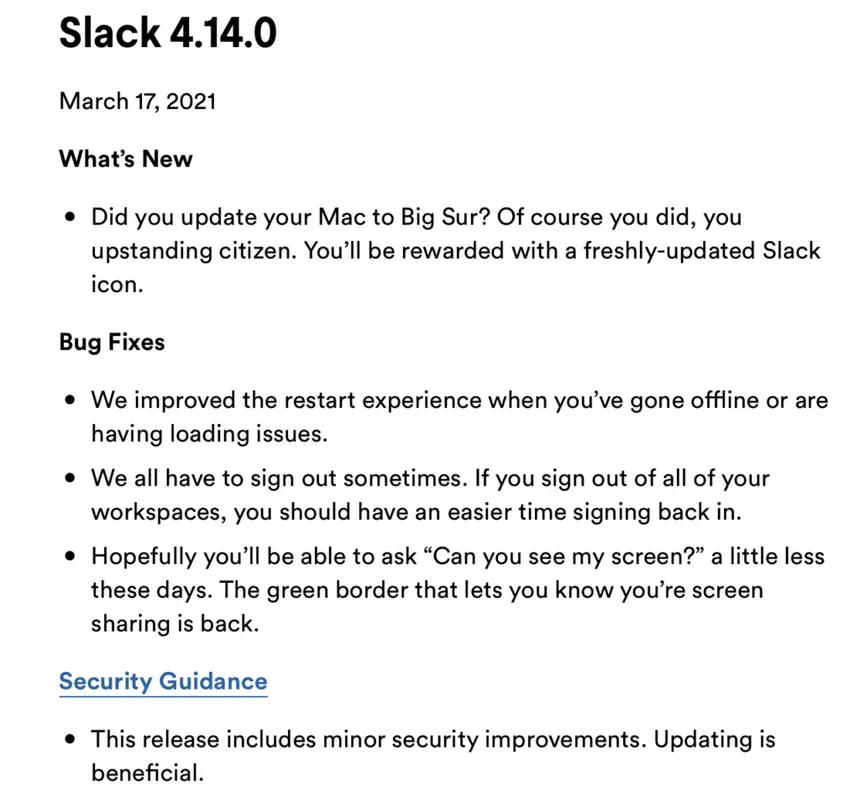 Slack 4.14.0
March 17, 2021
What’s New
• Did you update your Mac to Big Sur? Of course you did, you
upstanding citizen. You’ll be rewarded with a freshly-updated Slack
icon.
Bug Fixes
• We improved the restart experience when you’ve gone offline or are
having loading issues.
• We all have to sign out sometimes. If you sign out of all of your
workspaces, you should have an easier time signing back in.
• Hopefully you’ll be able to ask “Can you see my screen?” a little less
these days. The green border that lets you know you’re screen
sharing is back.
Security Guidance
• This release includes minor security improvements. Updating is
beneficial.